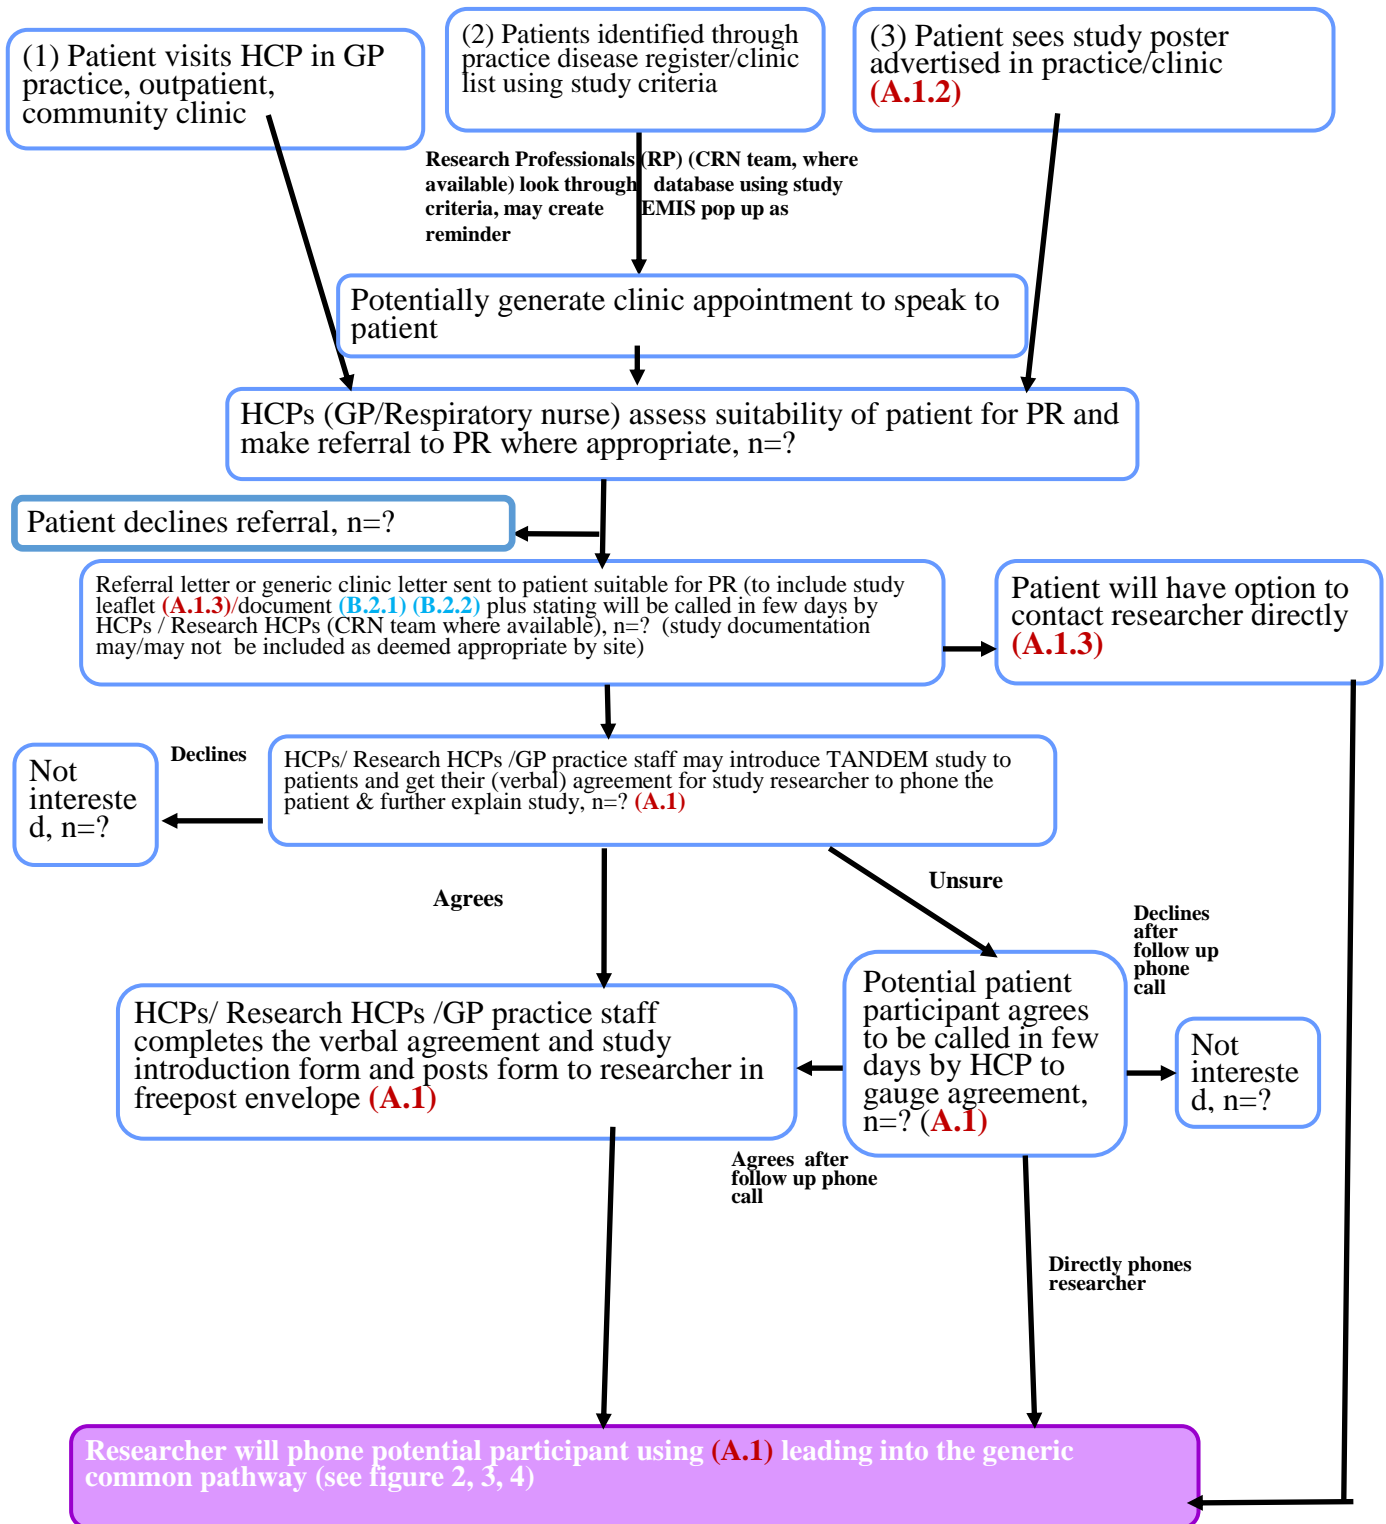 (1) Patient visits HCP in GP
practice, outpatient,
community clinic
(2) Patients identified through
practice disease register/clinic
list using study criteria
(3) Patient sees study poster
advertised in practice/clinic
(A.1.2)
Research Professionals (RP) (CRN team, where
available) look through database using study
criteria, may create EMIS pop up as
reminder
Potentially generate clinic appointment to speak to
patient
HCPs (GP/Respiratory nurse) assess suitability of patient for PR and
make referral to PR where appropriate, n=?
Patient declines referral, n=?
Referral letter or generic clinic letter sent to patient suitable for PR (to include study
leaflet (A.1.3)/document (B.2.1) (B.2.2) plus stating will be called in few days by
HCPs / Research HCPs (CRN team where available), n=? (study documentation
may/may not be included as deemed appropriate by site)
Patient will have option to
contact researcher directly
(A.1.3)
Not
intereste
d, n=?
Declines
HCPs/ Research HCPs /GP practice staff may introduce TANDEM study to
patients and get their (verbal) agreement for study researcher to phone the
patient & further explain study, n=? (A.1)
Agrees
Unsure
Declines
after
follow up
phone
call
HCPs/ Research HCPs /GP practice staff
completes the verbal agreement and study
introduction form and posts form to researcher in
freepost envelope (A.1)
Potential patient
participant agrees
to be called in few
days by HCP to
gauge agreement,
n=? (A.1)
Not
intereste
d, n=?
Agrees after
follow up phone
call
Directly phones
researcher
Researcher will phone potential participant using (A.1) leading into the generic
common pathway (see figure 2, 3, 4)